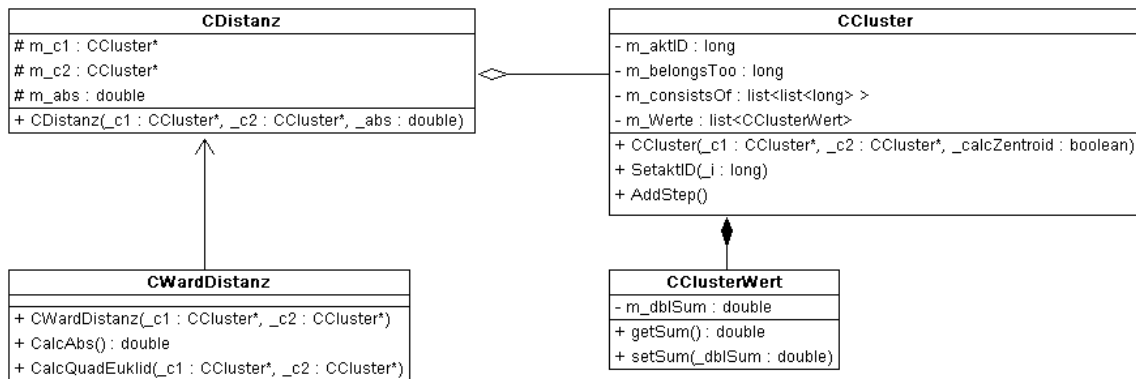 CDistanz
# m_c1 : CCluster*
# m_c2 : CCluster*
# m_abs : double
+ CDistanz(_c1 : CCluster*, _c2 : CCluster*, _abs : double)
CCluster
- m_aktID : long
- m_belongsToo : long
- m_consistsOf : list<list<long> >
- m_Werte : list<CClusterWert>
+ CCluster(_c1 : CCluster*, _c2 : CCluster*, _calcZentroid : boolean)
+ SetaktID(_i : long)
+ AddStep()
CWardDistanz
+ CWardDistanz(_c1 : CCluster*, _c2 : CCluster*)
+ CalcAbs() : double
+ CalcQuadEuklid(_c1 : CCluster*, _c2 : CCluster*)
CClusterWert
- m_dblSum : double
+ getSum() : double
+ setSum(_dblSum : double)